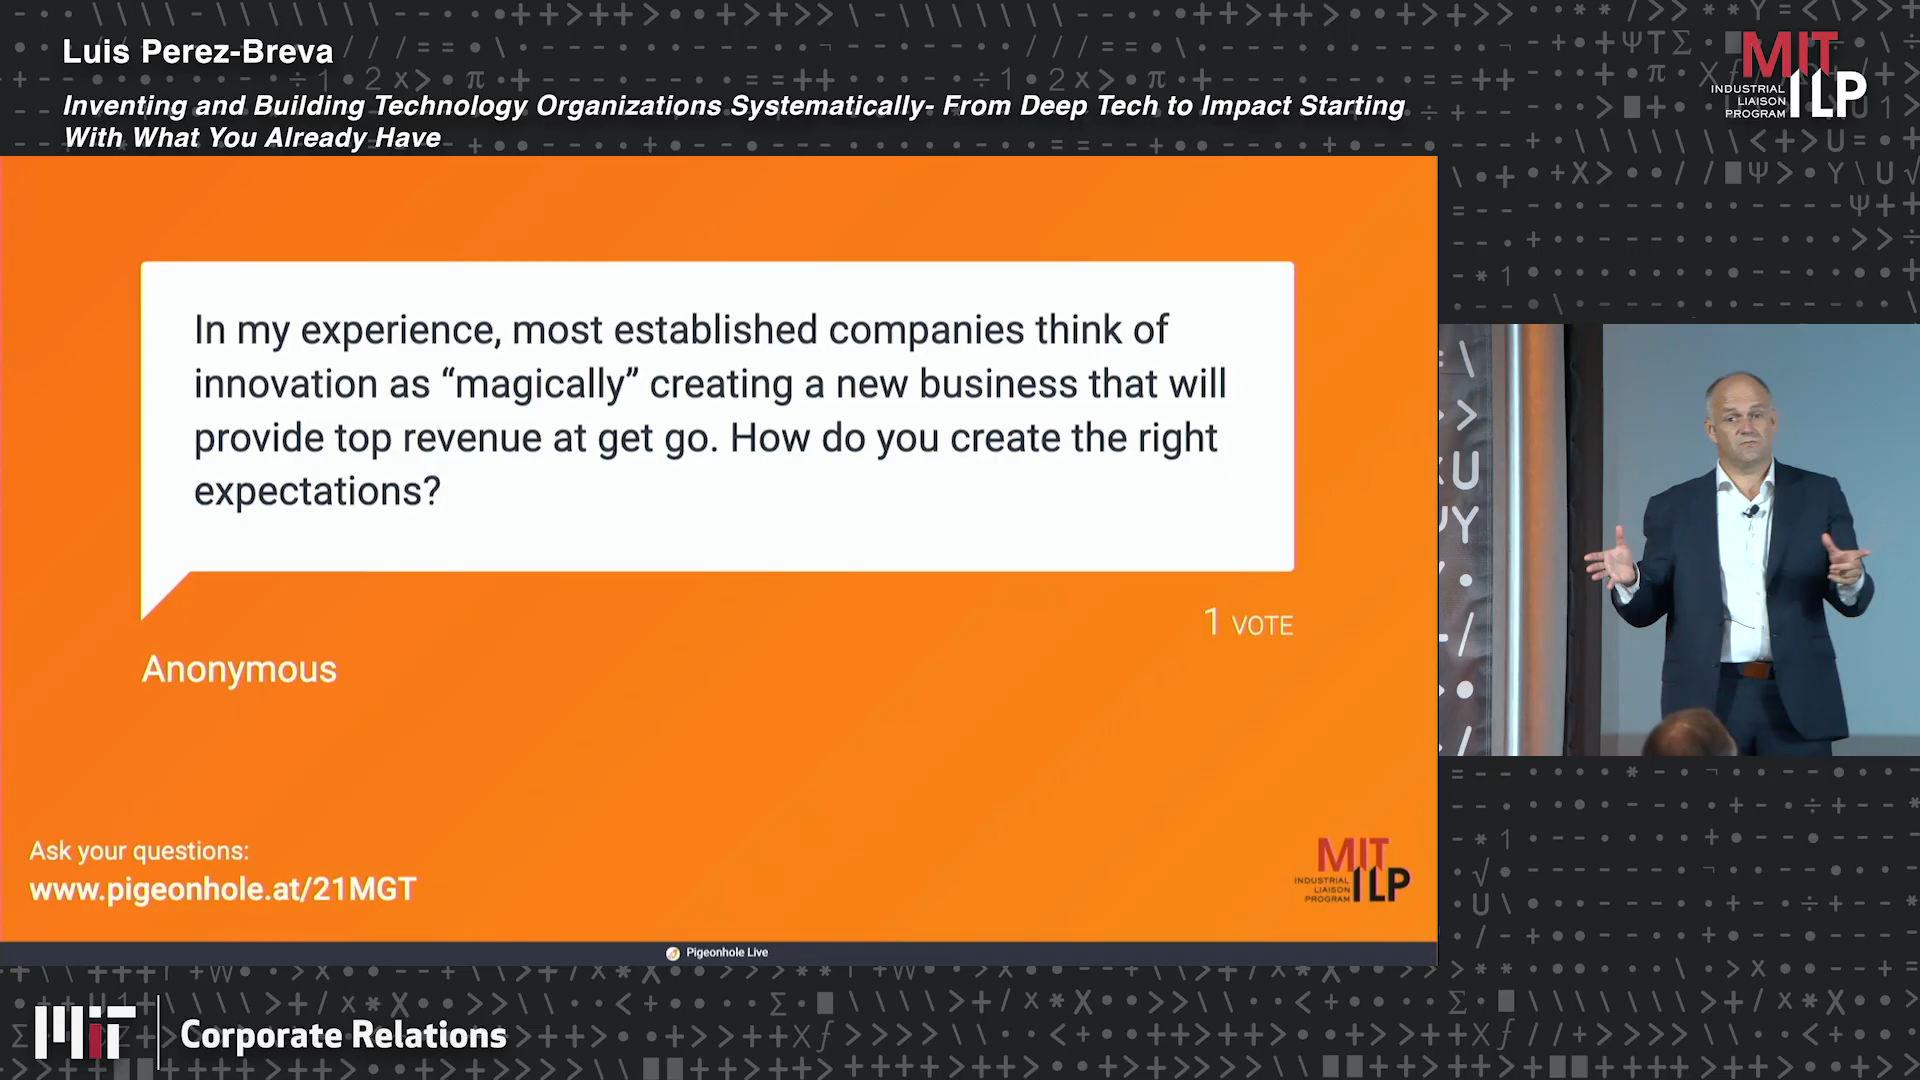 Luis Perez-Breva
Inventing and Building Technology Organizations Systematically- From Deep Tech to Impact Starting
With What You Already Have
MIT
INDUSTRIAL
LIAISON
PROGRAM
ILP
In my experience, most established companies think of
innovation as “magically” creating a new business that will
provide top revenue at get go. How do you create the right
expectations?
1 VOTE
Anonymous
Ask your questions:
www.pigeonhole.at/21MGT
MIT
INDUSTRIAL
LIAISON
PROGRAM
ILP
Pigeonhole Live
MIT
Corporate Relations